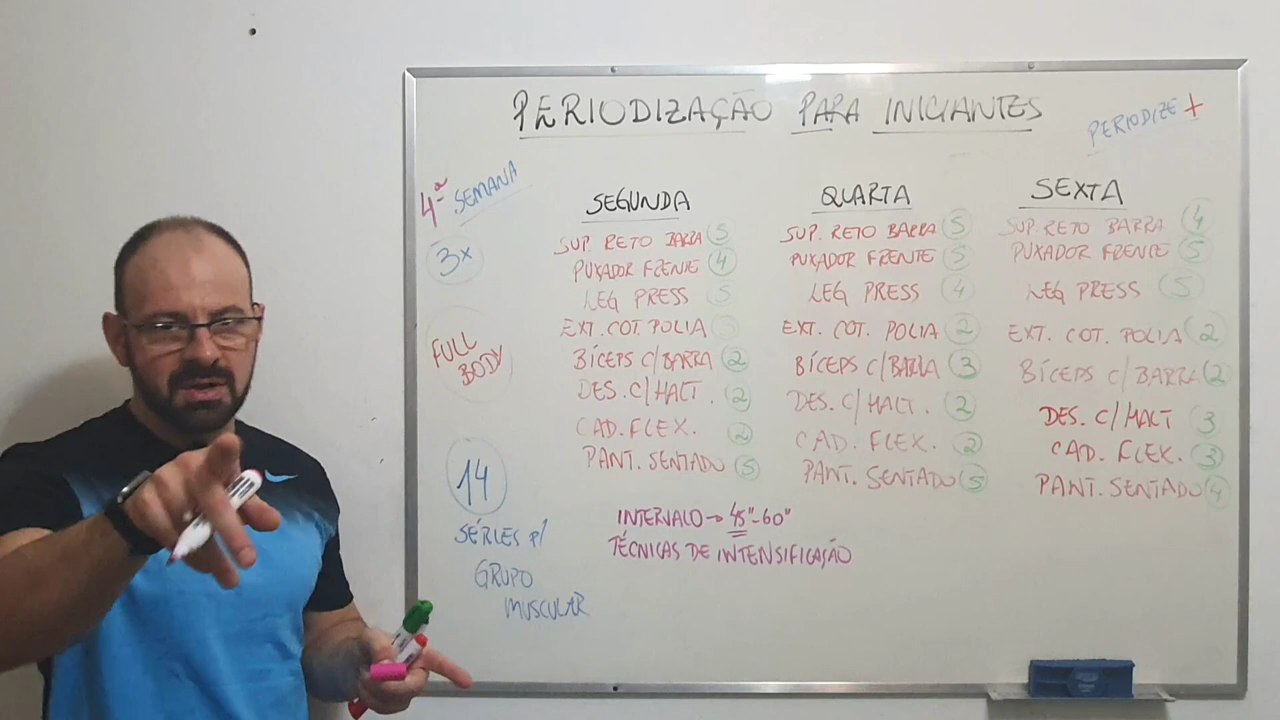 PERIODIZAÇÃO PARA INICIANTES
PERIODIZE +
4ª SEMANA
3x
FULL BODY
14
SÉRIES p/
GRUPO
MUSCULAR
SEGUNDA
SUP. RETO BARRA 5
PUXADOR FRENTE 4
LEG PRESS 5
EXT. COT. POLIA 3
BÍCEPS C/BARRA 2
DES. C/HALT. 2
CAD. FLEX. 2
PANT. SENTADO 5
QUARTA
SUP. RETO BARRA 5
PUXADOR FRENTE 5
LEG PRESS 4
EXT. COT. POLIA 2
BÍCEPS C/BARRA 3
DES. C/HALT. 2
CAD. FLEX. 2
PANT. SENTADO 5
SEXTA
SUP. RETO BARRA 4
PUXADOR FRENTE 5
LEG PRESS 5
EXT. COT. POLIA 2
BÍCEPS C/BARRA 2
DES. C/HALT 3
CAD. FLEX. 3
PANT. SENTADO 4
INTERVALO → 45"-60"
TÉCNICAS DE INTENSIFICAÇÃO